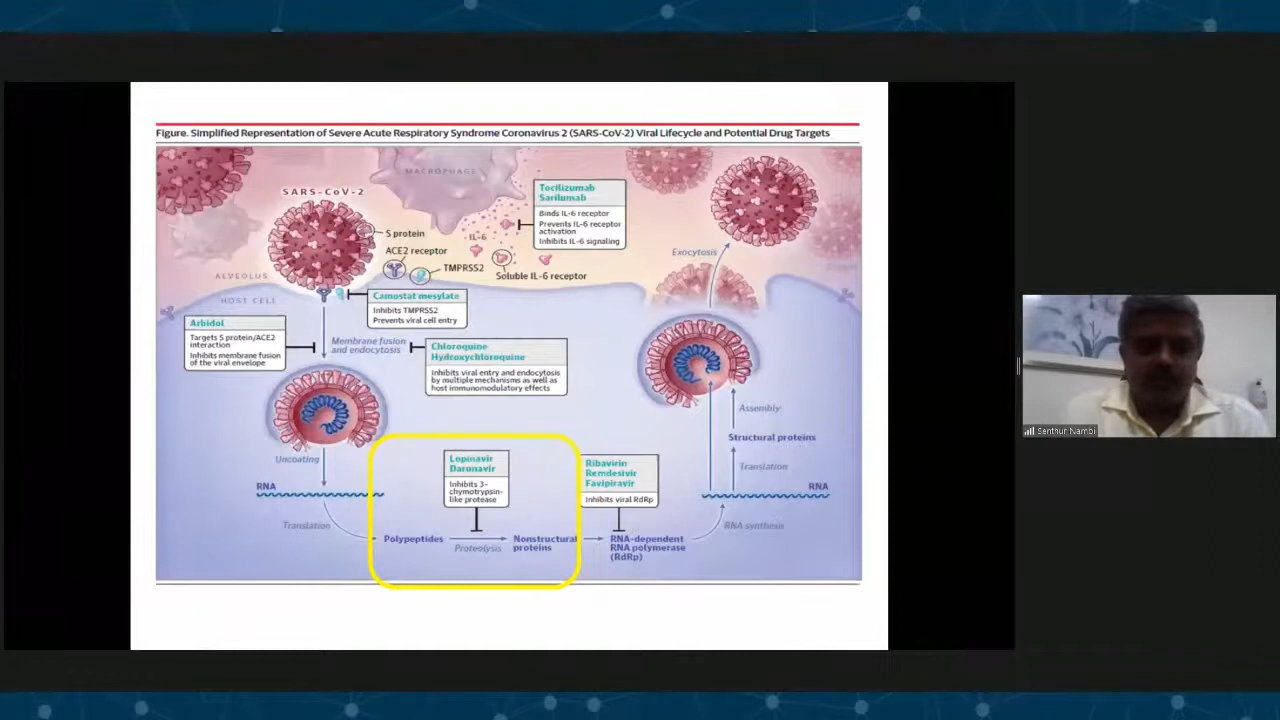 Figure. Simplified Representation of Severe Acute Respiratory Syndrome Coronavirus 2 (SARS-CoV-2) Viral Lifecycle and Potential Drug Targets
MACROPHAGE
SARS-CoV-2
S protein
ACE2 receptor
TMPRSS2
IL-6
Soluble IL-6 receptor
Tocilizumab
Sarilumab
Binds IL-6 receptor
Prevents IL-6 receptor
activation
Inhibits IL-6 signaling
Exocytosis
ALVEOLUS
HOST CELL
Camostat mesylate
Inhibits TMPRSS2
Prevents viral cell entry
Arbidol
Targets S protein/ACE2
interaction
Inhibits membrane fusion
of the viral envelope
Membrane fusion
and endocytosis
Chloroquine
Hydroxychloroquine
Inhibits viral entry and endocytosis
by multiple mechanisms as well as
host immunomodulatory effects
Uncoating
RNA
Translation
Lopinavir
Darunavir
Inhibits 3-
chymotrypsin-
like protease
Polypeptides
Proteolysis
Nonstructural
proteins
Ribavirin
Remdesivir
Favipiravir
Inhibits viral RdRp
RNA-dependent
RNA polymerase
(RdRp)
RNA synthesis
RNA
Translation
Structural proteins
Assembly
Senthur Nambi